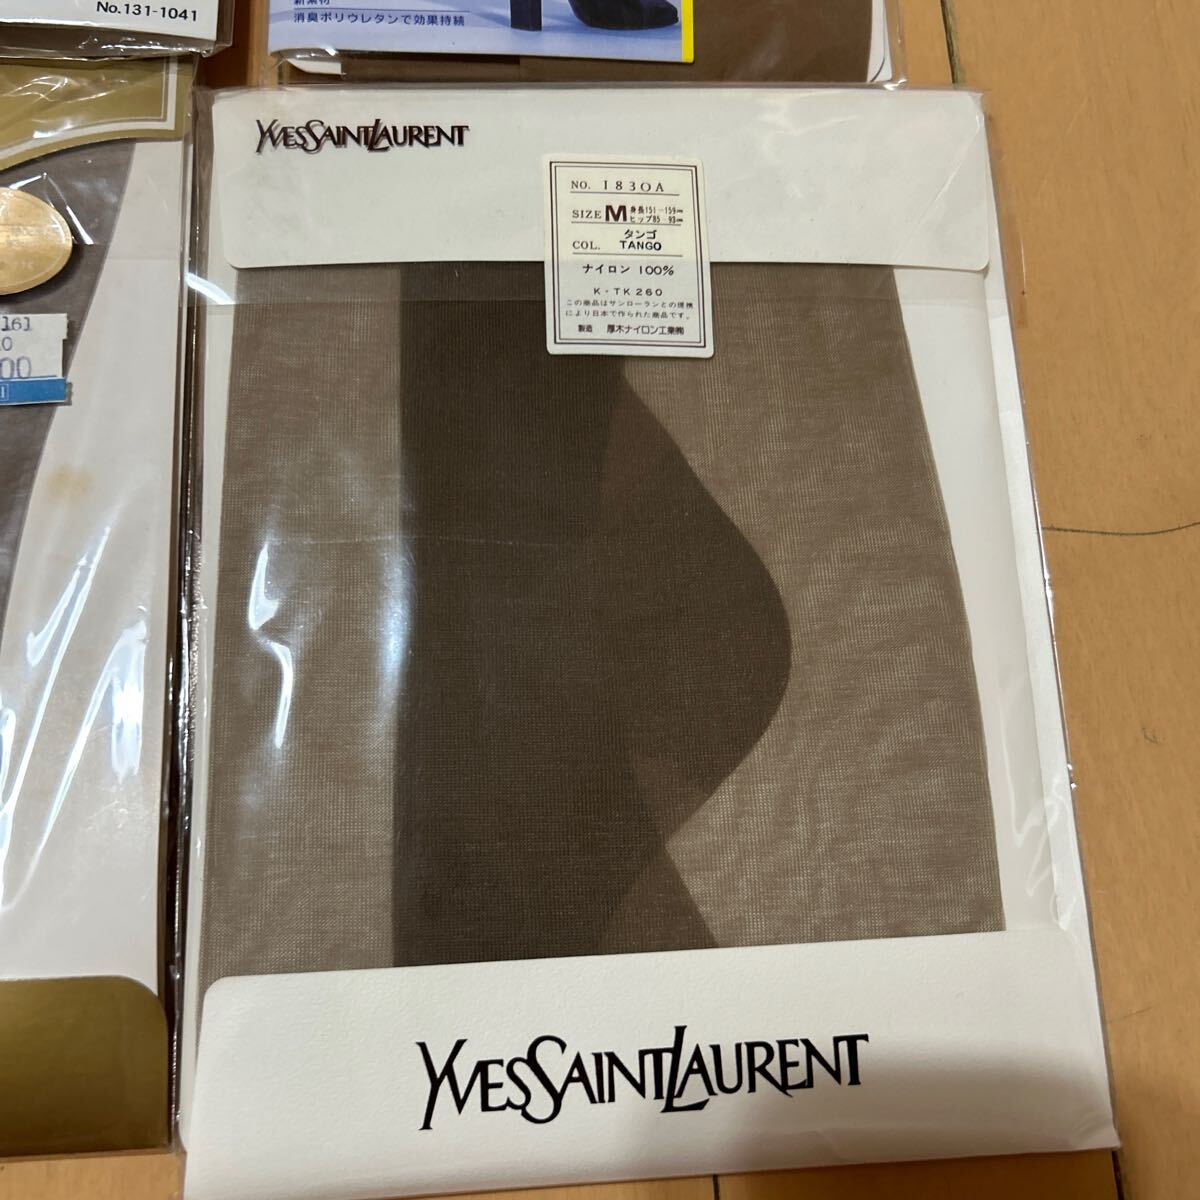 No.131-1041
新素材
消臭ポリウレタンで効果持続
YVESSAINTLAURENT
NO. 1830A
SIZE M 身長151-159cm ヒップ85-93cm
タンゴ
COL. TANGO
ナイロン 100%
K・TK260
この商品はサンローランとの提携
により日本で作られた商品です。
製造 厚木ナイロン工業㈱
161
00
YVESSAINTLAURENT